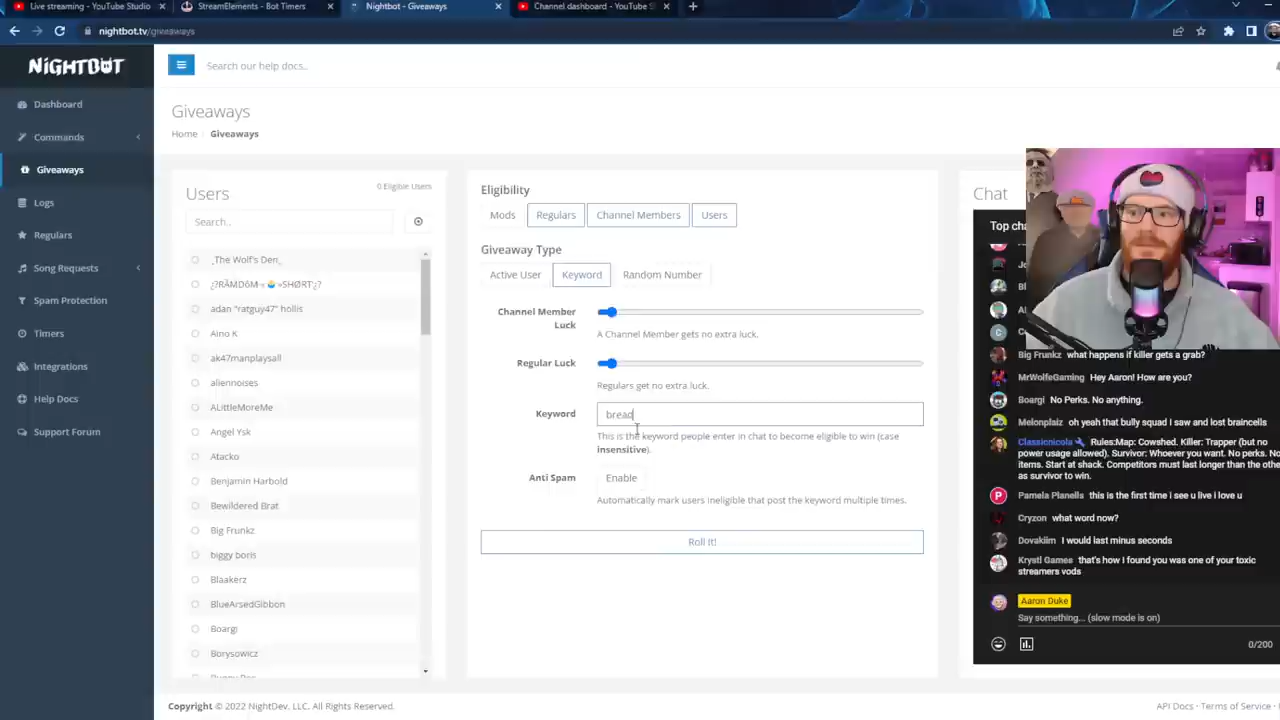 Live streaming - YouTube Studio
StreamElements - Bot Timers
Nightbot - Giveaways
Channel dashboard - YouTube S
nightbot.tv/giveaways
NIGHTBOT
Search our help docs..
Dashboard
Commands
Giveaways
Logs
Regulars
Song Requests
Spam Protection
Timers
Integrations
Help Docs
Support Forum
Giveaways
Home
Giveaways
Users
0 Eligible Users
Search..
_The Wolf's Den_
adan "ratguy47" hollis
Aino K
ak47manplaysall
aliennoises
ALittleMoreMe
Angel Ysk
Atacko
Benjamin Harbold
Bewildered Brat
Big Frunkz
biggy boris
Blaakerz
BlueArsedGibbon
Boargi
Borysowicz
Eligibility
Mods
Regulars
Channel Members
Users
Giveaway Type
Active User
Keyword
Random Number
Channel Member
Luck
A Channel Member gets no extra luck.
Regular Luck
Regulars get no extra luck.
Keyword
bread
This is the keyword people enter in chat to become eligible to win (case
insensitive).
Anti Spam
Enable
Automatically mark users ineligible that post the keyword multiple times.
Roll It!
Chat
Top cha
Big Frunkz what happens if killer gets a grab?
MrWolfeGaming Hey Aaron! How are you?
Boargi No Perks. No anything.
Melonplaiz oh yeah that bully squad I saw and lost braincells
Classicnicola Rules:Map: Cowshed. Killer: Trapper (but no
power usage allowed). Survivor: Whoever you want. No perks. No
items. Start at shack. Competitors must last longer than the othe
as survivor to win.
Pamela Planells this is the first time i see u live i love u
Cryzon what word now?
Dovakiim I would last minus seconds
Krystl Games that's how I found you was one of your toxic
streamers vods
Aaron Duke
Say something... (slow mode is on)
0/200
Copyright © 2022 NightDev, LLC. All Rights Reserved.
API Docs · Terms of Service ·